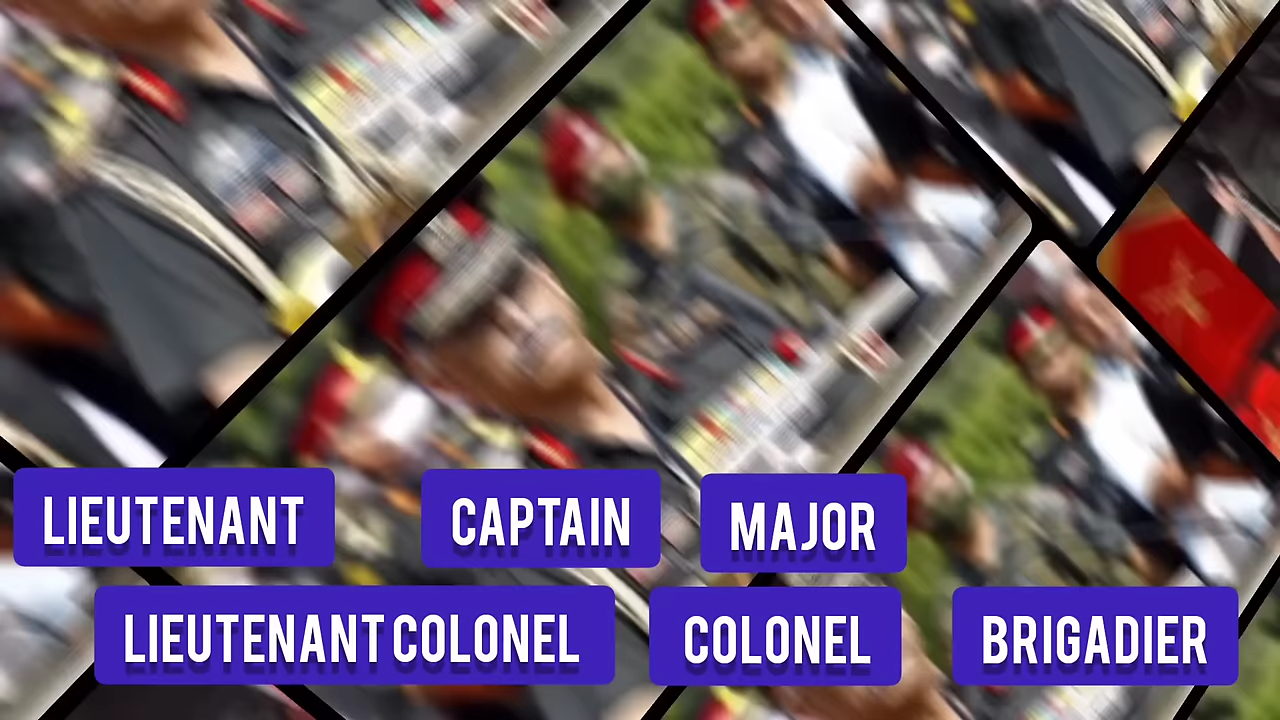 LIEUTENANT
CAPTAIN
MAJOR
LIEUTENANT COLONEL
COLONEL
BRIGADIER